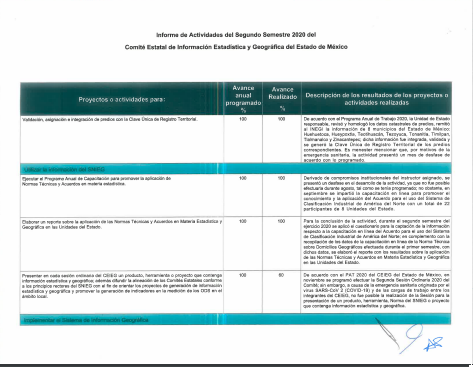 Informe de Actividades del Segundo Semestre 2020 del
Comité Estatal de Información Estadística y Geográfica del Estado de México
Proyectos o actividades para:
Avance
anual
programado
%
Avance
Realizado
%
Descripción de los resultados de los proyectos o
actividades realizadas
Validación, asignación e integración de predios con la Clave Única de Registro Territorial.
100
100
De acuerdo con el Programa Anual de Trabajo 2020, la Unidad de Estado
responsable, revisó y homologó los datos catastrales de predios, remitió
al INEGI la información de 8 municipios del Estado de México;
Huehuetoca, Hueypoxtla, Teotihuacán, Tezoyuca, Tonanitla, Timilpan,
Tlalmanalco y Zinacantepec; dicha información fue integrada, validada y
se generó la Clave Única de Registro Territorial de los predios
correspondientes. Es menester mencionar que, por motivos de la
emergencia sanitaria, la actividad presentó un mes de desfase de
acuerdo con lo programado.
Utilizar la información del SNIEG
Ejecutar el Programa Anual de Capacitación para promover la aplicación de
Normas Técnicas y Acuerdos en materia estadística.
100
100
Derivado de compromisos institucionales del instructor asignado, se
presentó un desfase en el desarrollo de la actividad, ya que no fue posible
efectuarla durante agosto, tal como se tenía programado; no obstante, en
septiembre se impartió la capacitación en línea para promover el
conocimiento y la aplicación del Acuerdo para el uso del Sistema de
Clasificación Industrial de América del Norte con un total de 22
participantes de 8 Unidades del Estado.
Elaborar un reporte sobre la aplicación de las Normas Técnicas y Acuerdos en Materia Estadística y
Geográfica en las Unidades del Estado.
100
100
Para la conclusión de la actividad, durante el segundo semestre del
ejercicio 2020 se aplicó el cuestionario para la operación de la información
respecto a la capacitación en línea del Acuerdo para el uso del Sistema
de Clasificación Industrial de América del Norte; en complemento con la
recopilación de los datos de la capacitación en línea de la Norma Técnica
sobre Domicilios Geográficos efectuada durante el primer semestre, con
dichos datos, se elaboró el reporte con los resultados sobre la aplicación
de las Normas Técnicas y Acuerdos en Materia Estadística y Geográfica
en las Unidades del Estado.
Presentar en cada sesión ordinaria del CEIEG un producto, herramienta o proyecto que contenga
información estadística y geográfica; además difundir la alineación de los Comités Estatales conforme
a los principios rectores del SNIEG con el fin de orientar los proyectos de generación de información
estadística y geográfica y promover la generación de indicadores en la medición de los ODS en el
ámbito local.
100
60
De acuerdo con el PAT 2020 del CEIEG del Estado de México, en
noviembre se programó efectuar la Segunda Sesión Ordinaria 2020 del
Comité; sin embargo, a causa de la emergencia sanitaria originada por el
virus SARS-CoV 2 (COVID-19) y de las cargas de trabajo entre los
integrantes del CEIEG, no fue posible la realización de la Sesión para la
presentación de un producto, herramienta, Norma del SNIEG o proyecto
que contenga información estadística y geográfica.
Implementar el Sistema de Información Geográfica